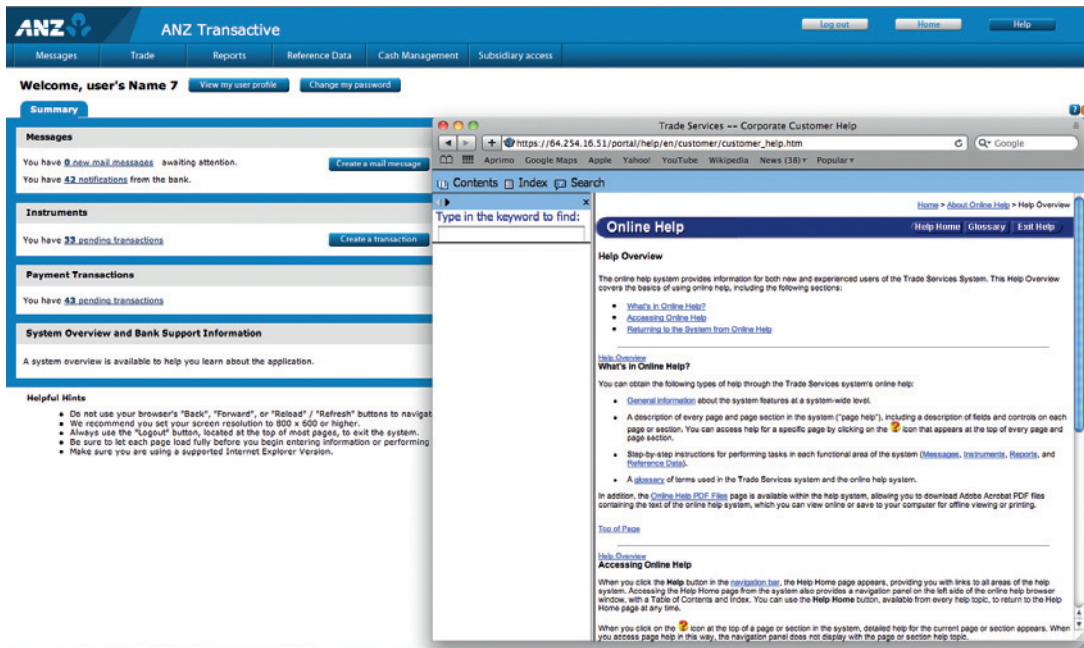 ANZ
ANZ Transactive
Log out
Home
Help
Messages
Trade
Reports
Reference Data
Cash Management
Subsidiary access
Welcome, user's Name 7
View my user profile
Change my password
Summary
Messages
You have 0 new mail messages awaiting attention.
Create a mail message
You have 42 notifications from the bank.
Instruments
You have 33 pending transactions
Create a transaction
Payment Transactions
You have 43 pending transactions
System Overview and Bank Support Information
A system overview is available to help you learn about the application.
Helpful Hints
• Do not use your browser's "Back", "Forward", or "Reload" / "Refresh" buttons to navigat
• We recommend you set your screen resolution to 800 x 600 or higher.
• Always use the "Logout" button, located at the top of most pages, to exit the system.
• Be sure to let each page load fully before you begin entering information or performing
• Make sure you are using a supported Internet Explorer Version.
Trade Services -- Corporate Customer Help
https://64.254.16.51/portal/help/en/customer/customer_help.htm
Google
Aprimo Google Maps Apple Yahoo! YouTube Wikipedia News (38) Popular
Contents Index Search
Type in the keyword to find:
Home > About Online Help > Help Overview
Online Help
Help Home Glossary Exit Help
Help Overview
The online help system provides information for both new and experienced users of the Trade Services System. This Help Overview
covers the basics of using online help, including the following sections:
• What's in Online Help?
• Accessing Online Help
• Returning to the System from Online Help
Help Overview
What's in Online Help?
You can obtain the following types of help through the Trade Services system's online help:
• General information about the system features at a system-wide level.
• A description of every page and page section in the system ("page help"), including a description of fields and controls on each
page or section. You can access help for a specific page by clicking on the ? icon that appears at the top of every page and
page section.
• Step-by-step instructions for performing tasks in each functional area of the system (Messages, Instruments, Reports, and
Reference Data).
• A glossary of terms used in the Trade Services system and the online help system.
In addition, the Online Help PDF Files page is available within the help system, allowing you to download Adobe Acrobat PDF files
containing the text of the online help system, which you can view online or save to your computer for offline viewing or printing.
Top of Page
Help Overview
Accessing Online Help
When you click the Help button in the navigation bar, the Help Home page appears, providing you with links to all areas of the help
system. Accessing the Help Home page from the system also provides a navigation panel on the left side of the online help browser
window, with a Table of Contents and Index. You can use the Help Home button, available from every help topic, to return to the Help
Home page at any time.
When you click on the ? icon at the top of a page or section in the system, detailed help for the current page or section appears. When
you access page help in this way, the navigation panel does not display with the page or section help topic.